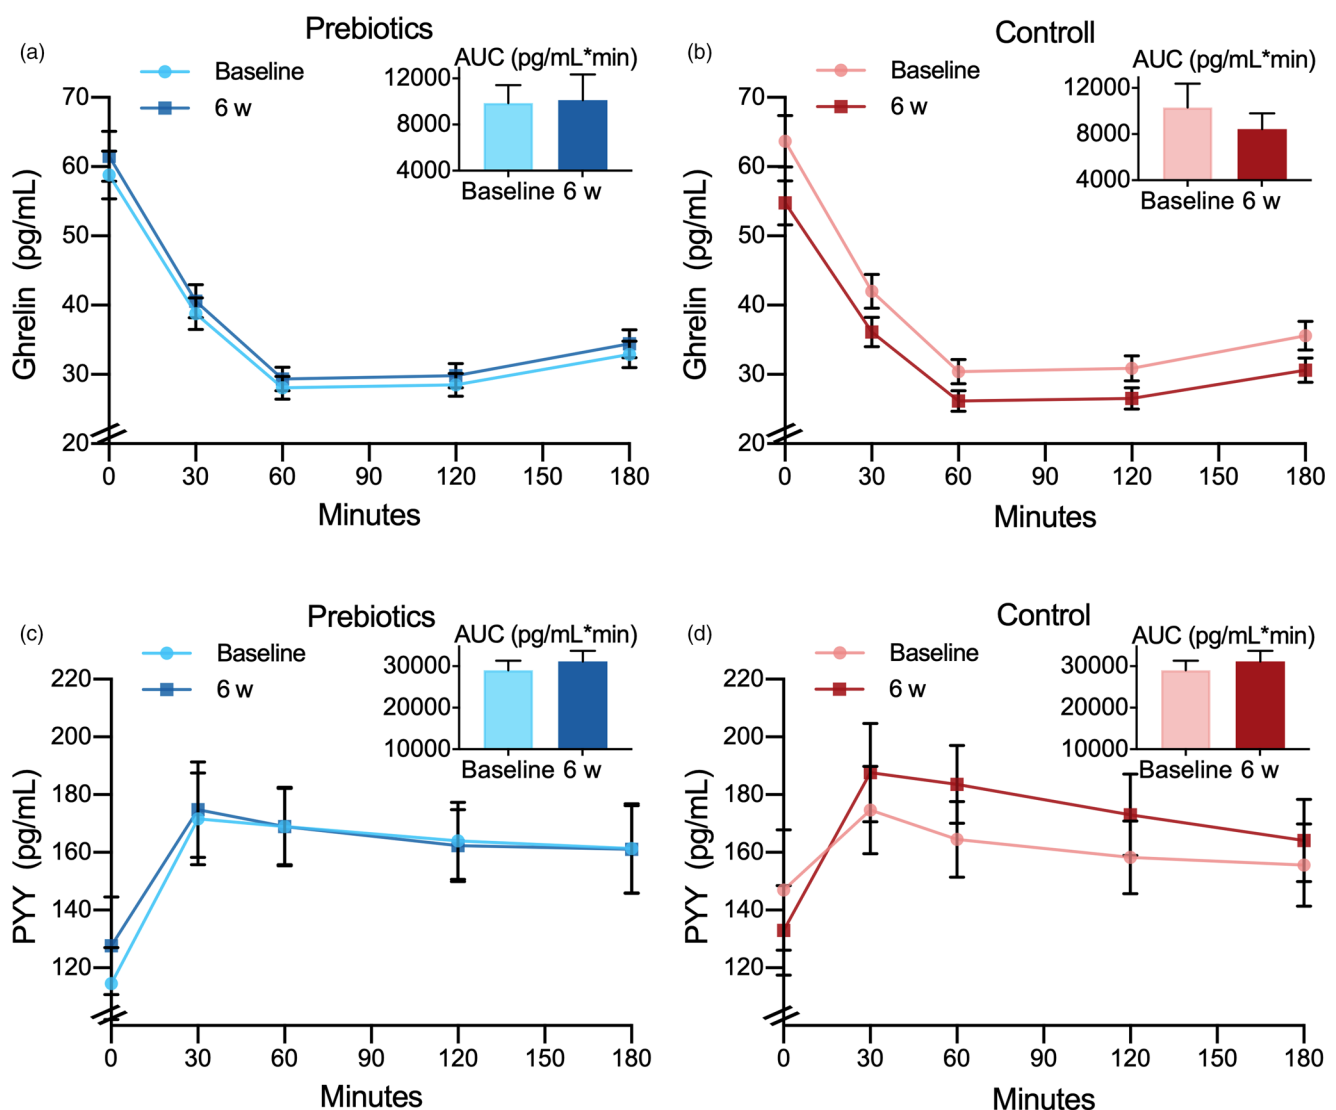 Prebiotics
(a)
Baseline
6 w
AUC (pg/mL*min)
12000
8000
4000
Baseline 6 w
70
60
50
40
30
20
Ghrelin (pg/mL)
0 30 60 90 120 150 180
Minutes
Controll
(b)
Baseline
6 w
AUC (pg/mL*min)
12000
8000
4000
Baseline 6 w
70
60
50
40
30
20
Ghrelin (pg/mL)
0 30 60 90 120 150 180
Minutes
Prebiotics
(c)
Baseline
6 w
AUC (pg/mL*min)
30000
20000
10000
Baseline 6 w
220
200
180
160
140
120
PYY (pg/mL)
0 30 60 90 120 150 180
Minutes
Control
(d)
Baseline
6 w
AUC (pg/mL*min)
30000
20000
10000
Baseline 6 w
220
200
180
160
140
120
PYY (pg/mL)
0 30 60 90 120 150 180
Minutes